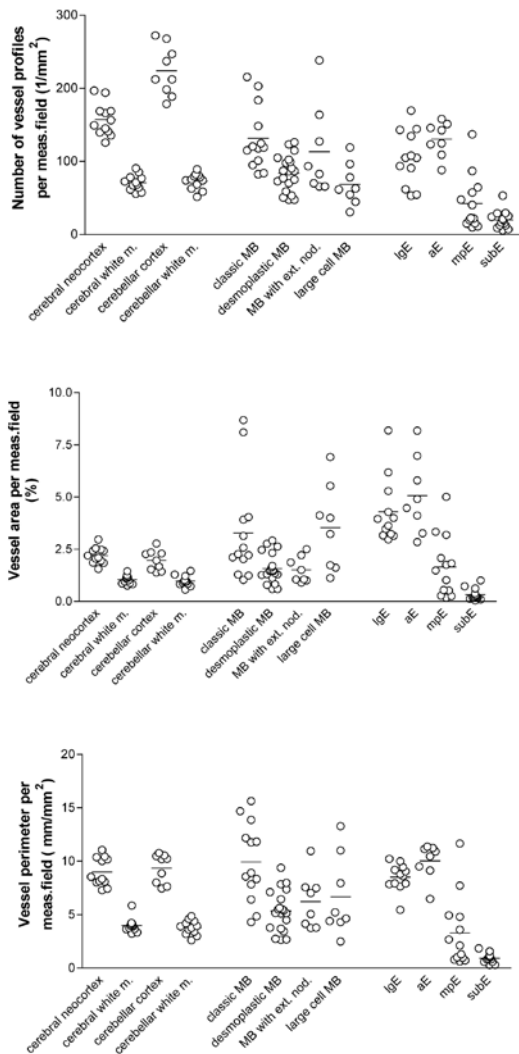 Number of vessel profiles
per meas.field (1/mm²)
300
200
100
0
cerebral neocortex
cerebral white m.
cerebellar cortex
cerebellar white m.
classic MB
desmoplastic MB
MB with ext. nod.
large cell MB
lgE
aE
mpE
subE
Vessel area per meas.field
(%)
10.0
7.5
5.0
2.5
0.0
cerebral neocortex
cerebral white m.
cerebellar cortex
cerebellar white m.
classic MB
desmoplastic MB
MB with ext. nod.
large cell MB
lgE
aE
mpE
subE
Vessel perimeter per
meas.field ( mm/mm²)
20
15
10
5
0
cerebral neocortex
cerebral white m.
cerebellar cortex
cerebellar white m.
classic MB
desmoplastic MB
MB with ext. nod.
large cell MB
lgE
aE
mpE
subE